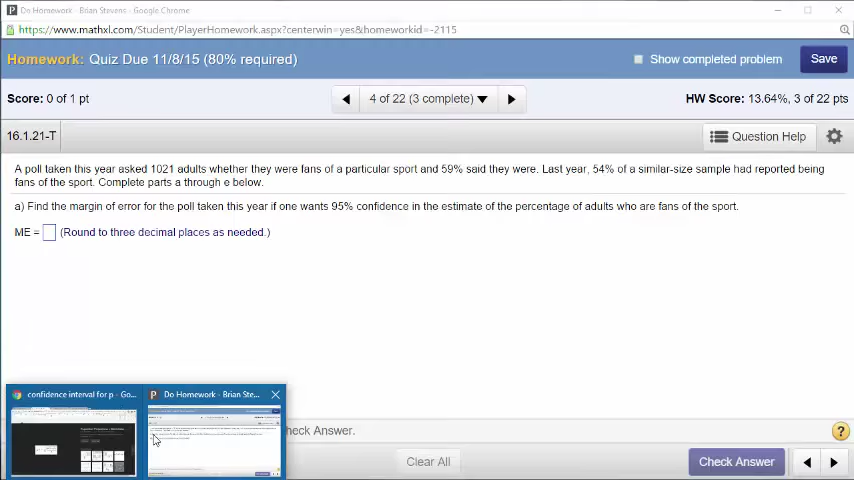 Do Homework - Brian Stevens - Google Chrome
https://www.mathxl.com/Student/PlayerHomework.aspx?centerwin=yes&homeworkid=-2115
Homework: Quiz Due 11/8/15 (80% required)
Show completed problem
Save
Score: 0 of 1 pt
4 of 22 (3 complete)
HW Score: 13.64%, 3 of 22 pts
16.1.21-T
Question Help
A poll taken this year asked 1021 adults whether they were fans of a particular sport and 59% said they were. Last year, 54% of a similar-size sample had reported being
fans of the sport. Complete parts a through e below.
a) Find the margin of error for the poll taken this year if one wants 95% confidence in the estimate of the percentage of adults who are fans of the sport.
ME = (Round to three decimal places as needed.)
confidence interval for p - Go...
Do Homework - Brian Ste...
heck Answer.
?
Clear All
Check Answer